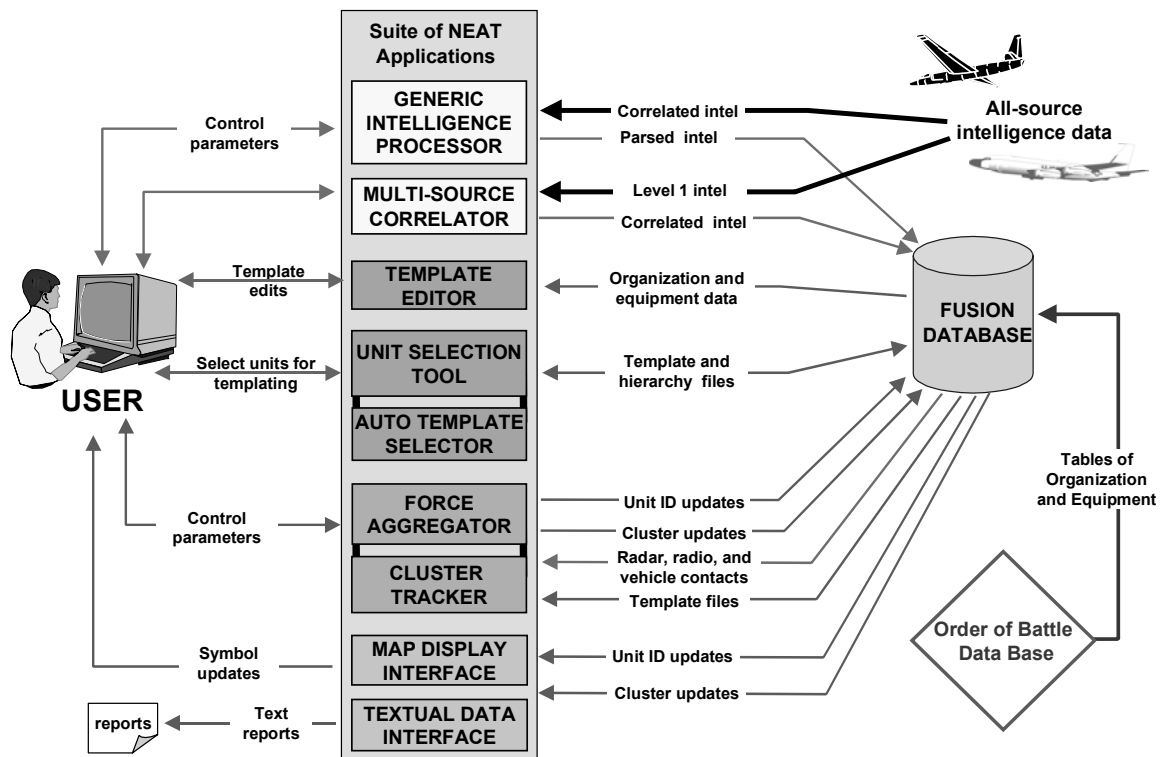 Suite of NEAT
Applications
GENERIC
INTELLIGENCE
PROCESSOR
MULTI-SOURCE
CORRELATOR
TEMPLATE
EDITOR
UNIT SELECTION
TOOL
AUTO TEMPLATE
SELECTOR
FORCE
AGGREGATOR
CLUSTER
TRACKER
MAP DISPLAY
INTERFACE
TEXTUAL DATA
INTERFACE
Control
parameters
Template
edits
Select units for
templating
USER
Control
parameters
Symbol
updates
Text
reports
reports
Correlated intel
Parsed intel
Level 1 intel
Correlated intel
Organization and
equipment data
Template and
hierarchy files
Unit ID updates
Cluster updates
Radar, radio, and
vehicle contacts
Template files
Unit ID updates
Cluster updates
All-source
intelligence data
FUSION
DATABASE
Tables of
Organization
and Equipment
Order of Battle
Data Base